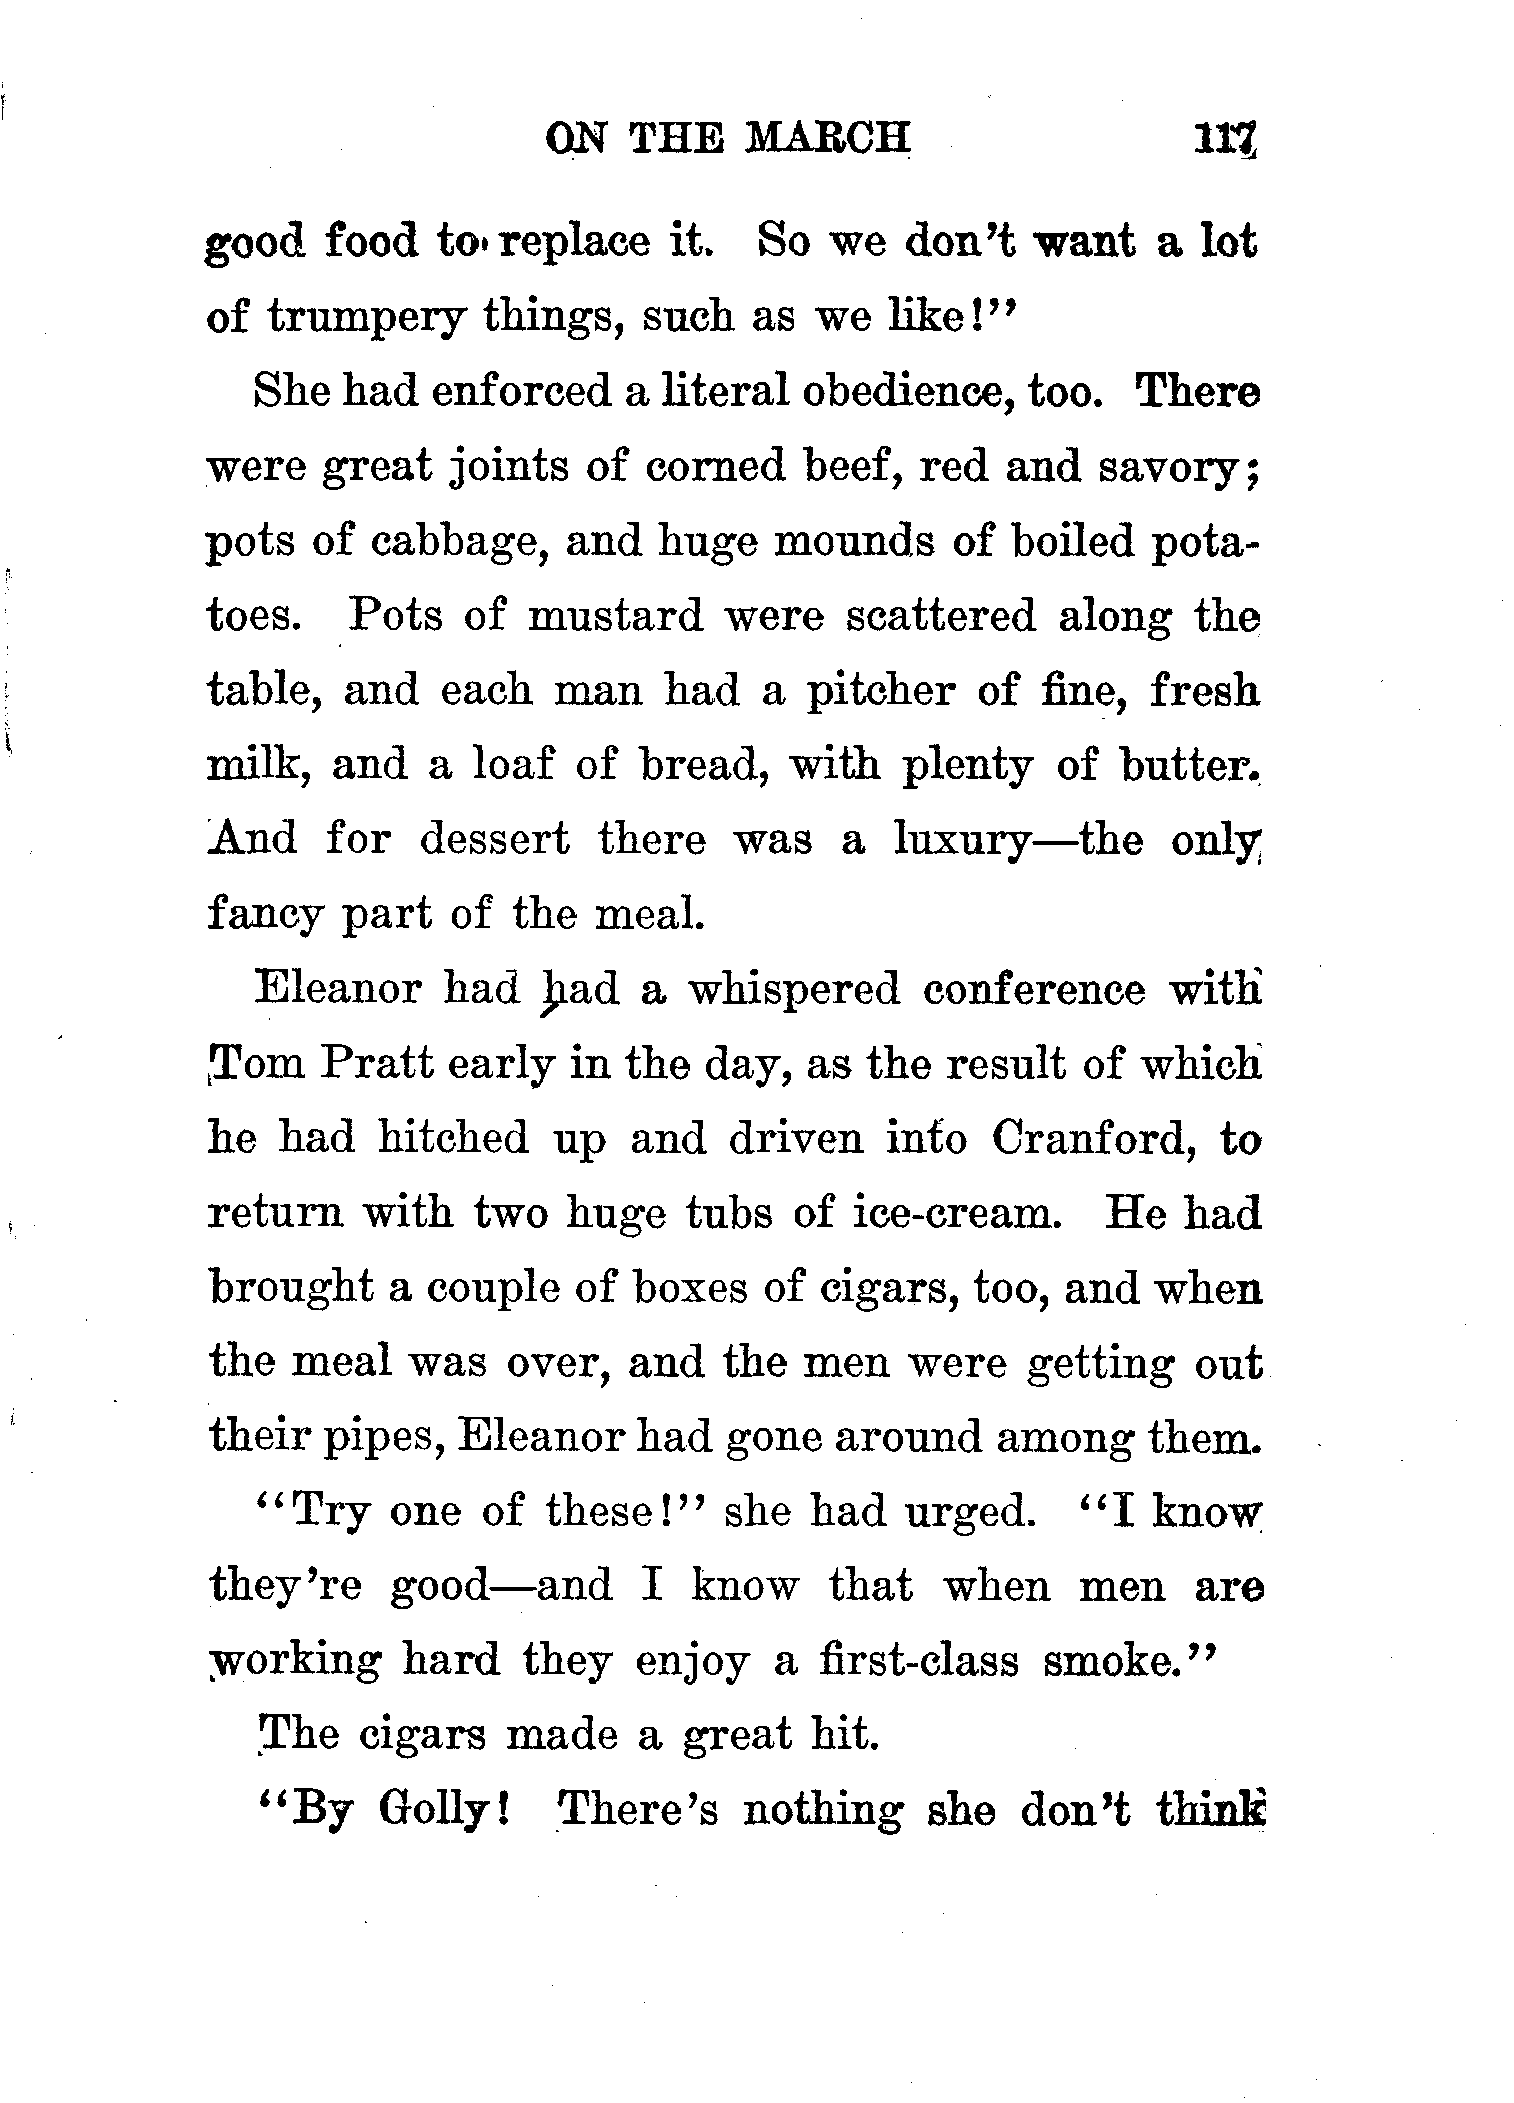 ON THE MARCH 117
good food to replace it. So we don't want a lot
of trumpery things, such as we like!"
She had enforced a literal obedience, too. There
were great joints of corned beef, red and savory;
pots of cabbage, and huge mounds of boiled pota-
toes. Pots of mustard were scattered along the
table, and each man had a pitcher of fine, fresh
milk, and a loaf of bread, with plenty of butter.
And for dessert there was a luxury—the only
fancy part of the meal.
Eleanor had had a whispered conference with
Tom Pratt early in the day, as the result of which
he had hitched up and driven into Cranford, to
return with two huge tubs of ice-cream. He had
brought a couple of boxes of cigars, too, and when
the meal was over, and the men were getting out
their pipes, Eleanor had gone around among them.
"Try one of these!" she had urged. "I know
they're good—and I know that when men are
working hard they enjoy a first-class smoke."
The cigars made a great hit.
"By Golly! There's nothing she don't think